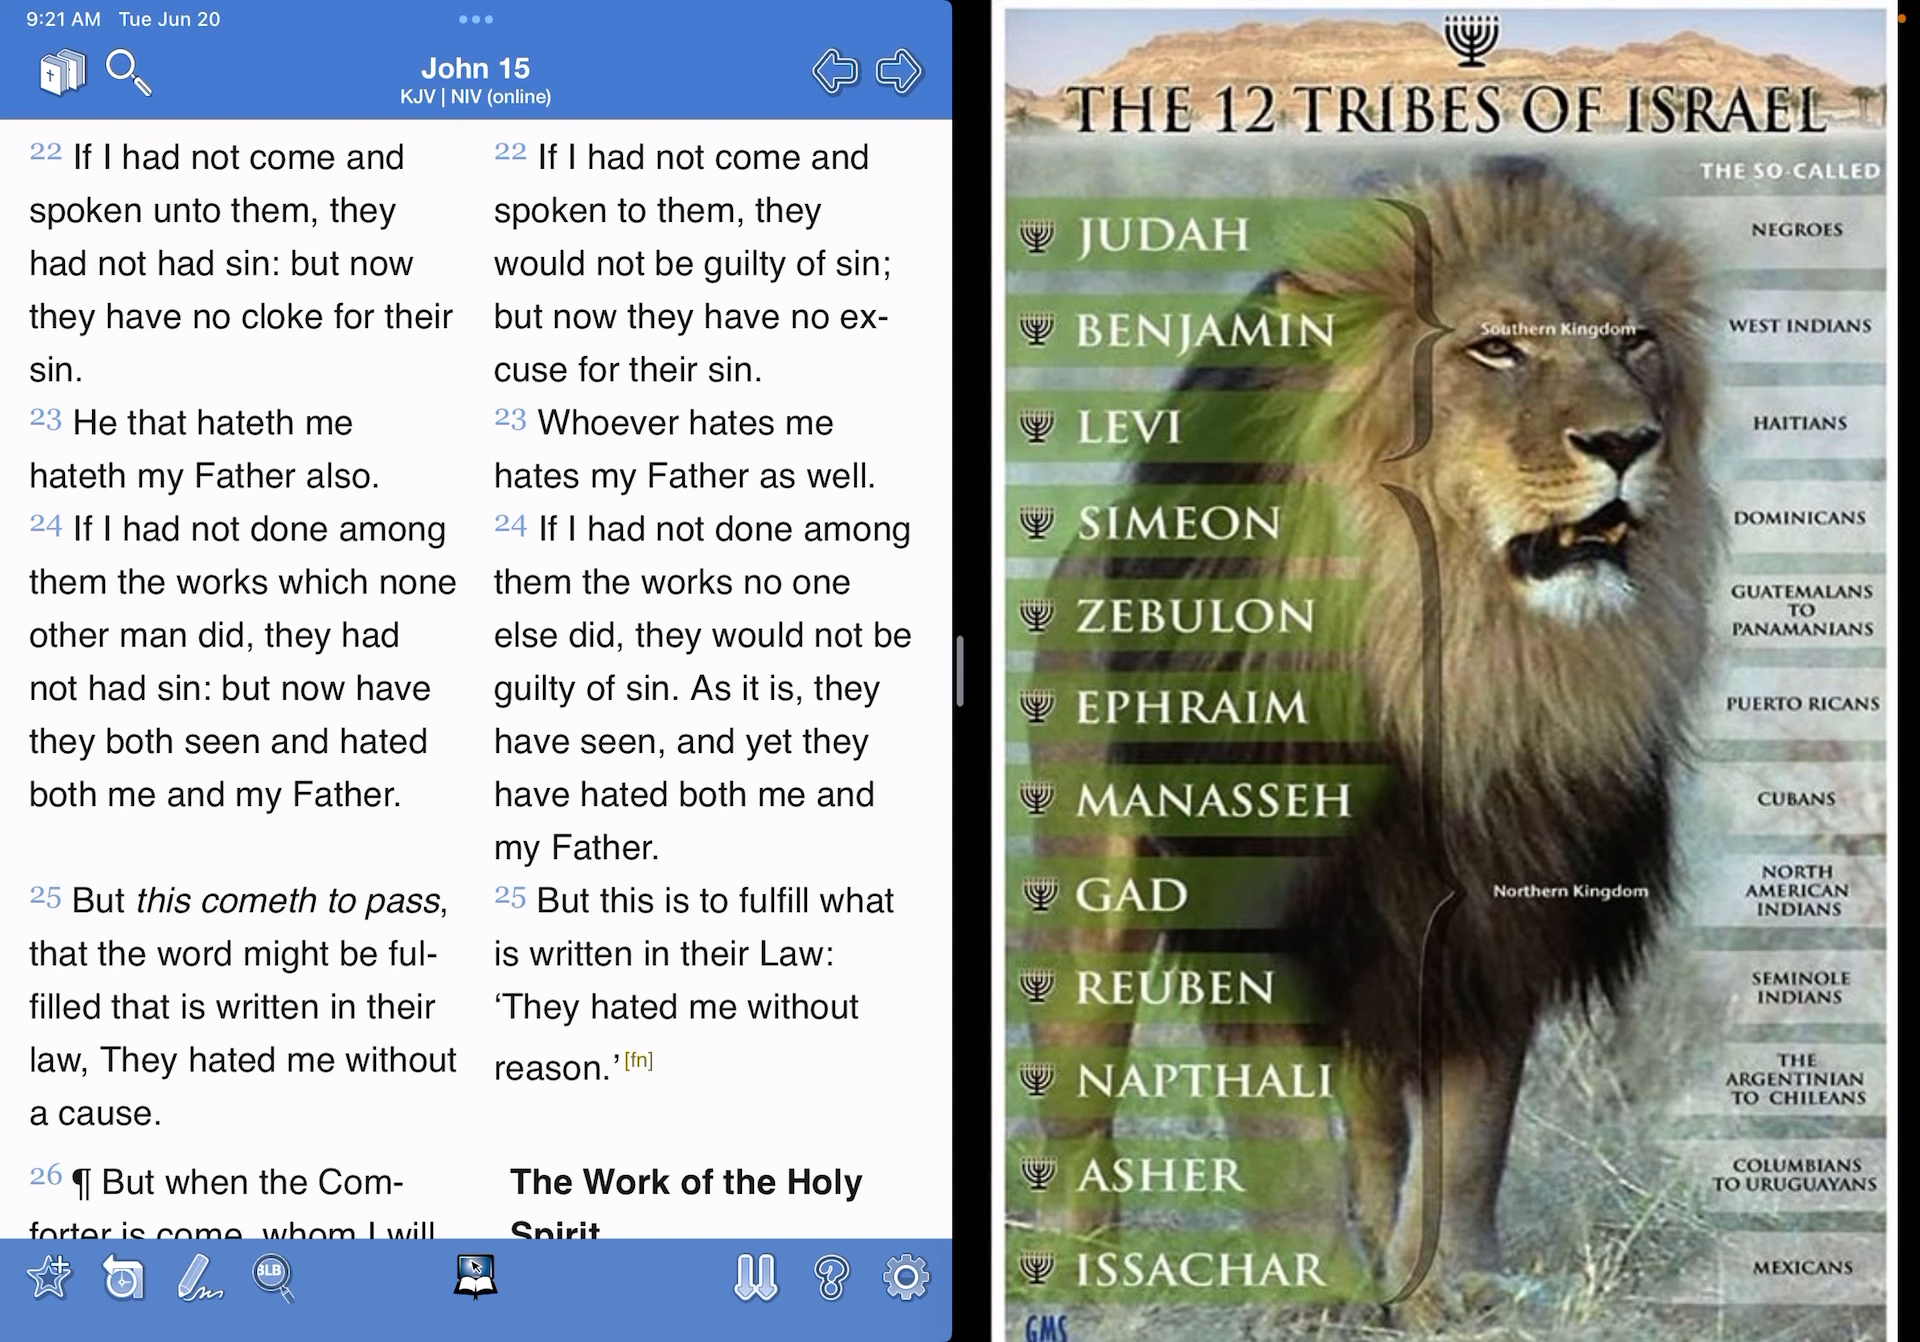 9:21 AM Tue Jun 20
John 15
KJV | NIV (online)
22 If I had not come and
spoken unto them, they
had not had sin: but now
they have no cloke for their
sin.
23 He that hateth me
hateth my Father also.
24 If I had not done among
them the works which none
other man did, they had
not had sin: but now have
they both seen and hated
both me and my Father.
25 But this cometh to pass,
that the word might be ful-
filled that is written in their
law, They hated me without
a cause.
26 ¶ But when the Com-
forter is come, whom I will
22 If I had not come and
spoken to them, they
would not be guilty of sin;
but now they have no ex-
cuse for their sin.
23 Whoever hates me
hates my Father as well.
24 If I had not done among
them the works no one
else did, they would not be
guilty of sin. As it is, they
have seen, and yet they
have hated both me and
my Father.
25 But this is to fulfill what
is written in their Law:
‘They hated me without
reason.’ [fn]
The Work of the Holy
Spirit
BLB
THE 12 TRIBES OF ISRAEL
THE SO-CALLED
JUDAH
NEGROES
BENJAMIN
Southern Kingdom
WEST INDIANS
LEVI
HAITIANS
SIMEON
DOMINICANS
ZEBULON
GUATEMALANS
TO
PANAMANIANS
EPHRAIM
PUERTO RICANS
MANASSEH
CUBANS
GAD
Northern Kingdom
NORTH
AMERICAN
INDIANS
REUBEN
SEMINOLE
INDIANS
NAPTHALI
THE
ARGENTINIAN
TO CHILEANS
ASHER
COLUMBIANS
TO URUGUAYANS
ISSACHAR
MEXICANS
GMS